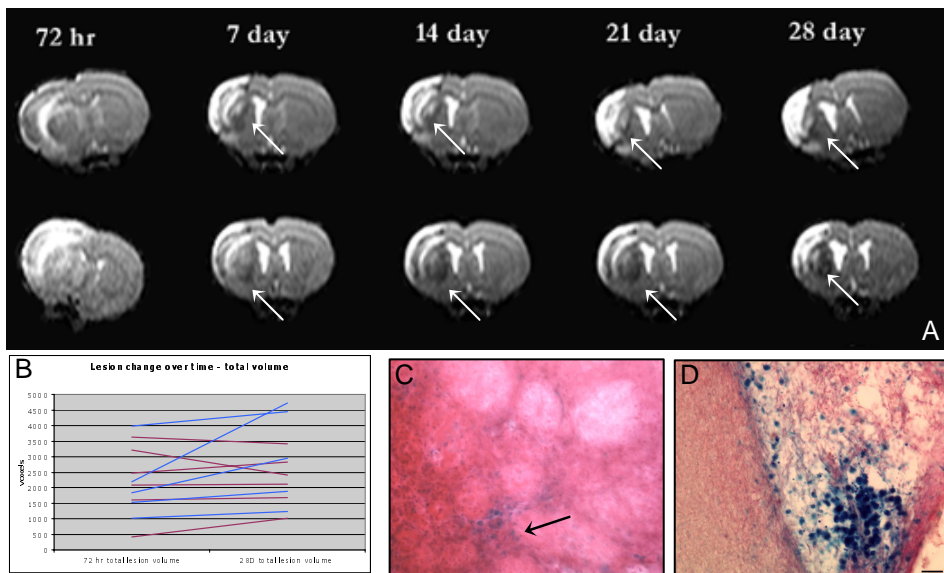 72 hr 7 day 14 day 21 day 28 day
A
B
Lesion change over time - total volume
5000
4500
4000
3500
3000
2500
2000
1500
1000
500
0
voxels
72 hr total lesion volume 28D total lesion volume
C
D